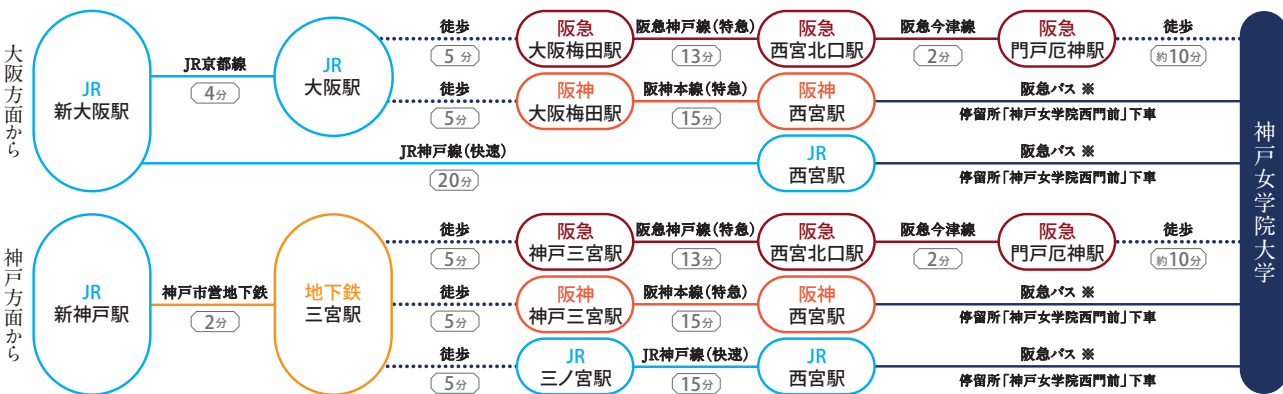 大阪方面から
JR
新大阪駅
JR京都線
4分
JR
大阪駅
徒歩
5分
阪急
大阪梅田駅
阪急神戸線(特急)
13分
阪急
西宮北口駅
阪急今津線
2分
阪急
門戸厄神駅
徒歩
約10分
徒歩
5分
阪神
大阪梅田駅
阪神本線(特急)
15分
阪神
西宮駅
阪急バス ※
停留所「神戸女学院西門前」下車
JR神戸線(快速)
20分
JR
西宮駅
阪急バス ※
停留所「神戸女学院西門前」下車
神戸方面から
JR
新神戸駅
神戸市営地下鉄
2分
地下鉄
三宮駅
徒歩
5分
阪急
神戸三宮駅
阪急神戸線(特急)
13分
阪急
西宮北口駅
阪急今津線
2分
阪急
門戸厄神駅
徒歩
約10分
徒歩
5分
阪神
神戸三宮駅
阪神本線(特急)
15分
阪神
西宮駅
阪急バス ※
停留所「神戸女学院西門前」下車
徒歩
5分
JR
三ノ宮駅
JR神戸線(快速)
15分
JR
西宮駅
阪急バス ※
停留所「神戸女学院西門前」下車
神戸女学院大学